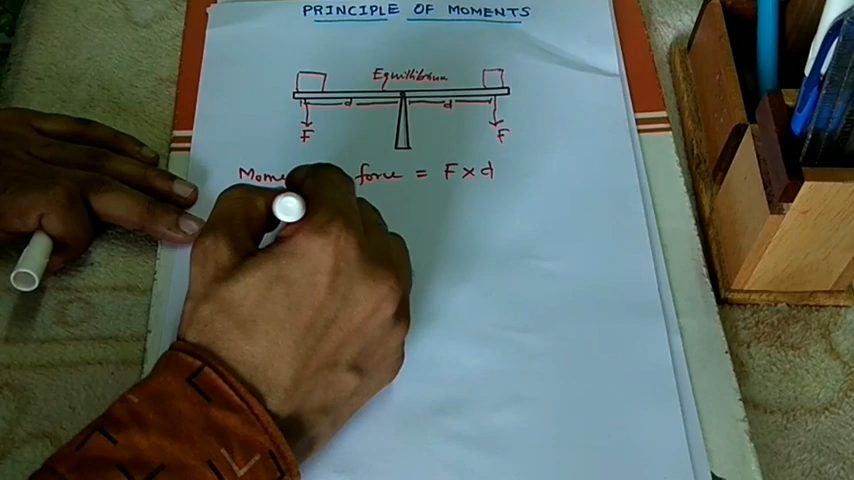 PRINCIPLE OF MOMENTS
Equilibrium
d d
F F
force = F × d